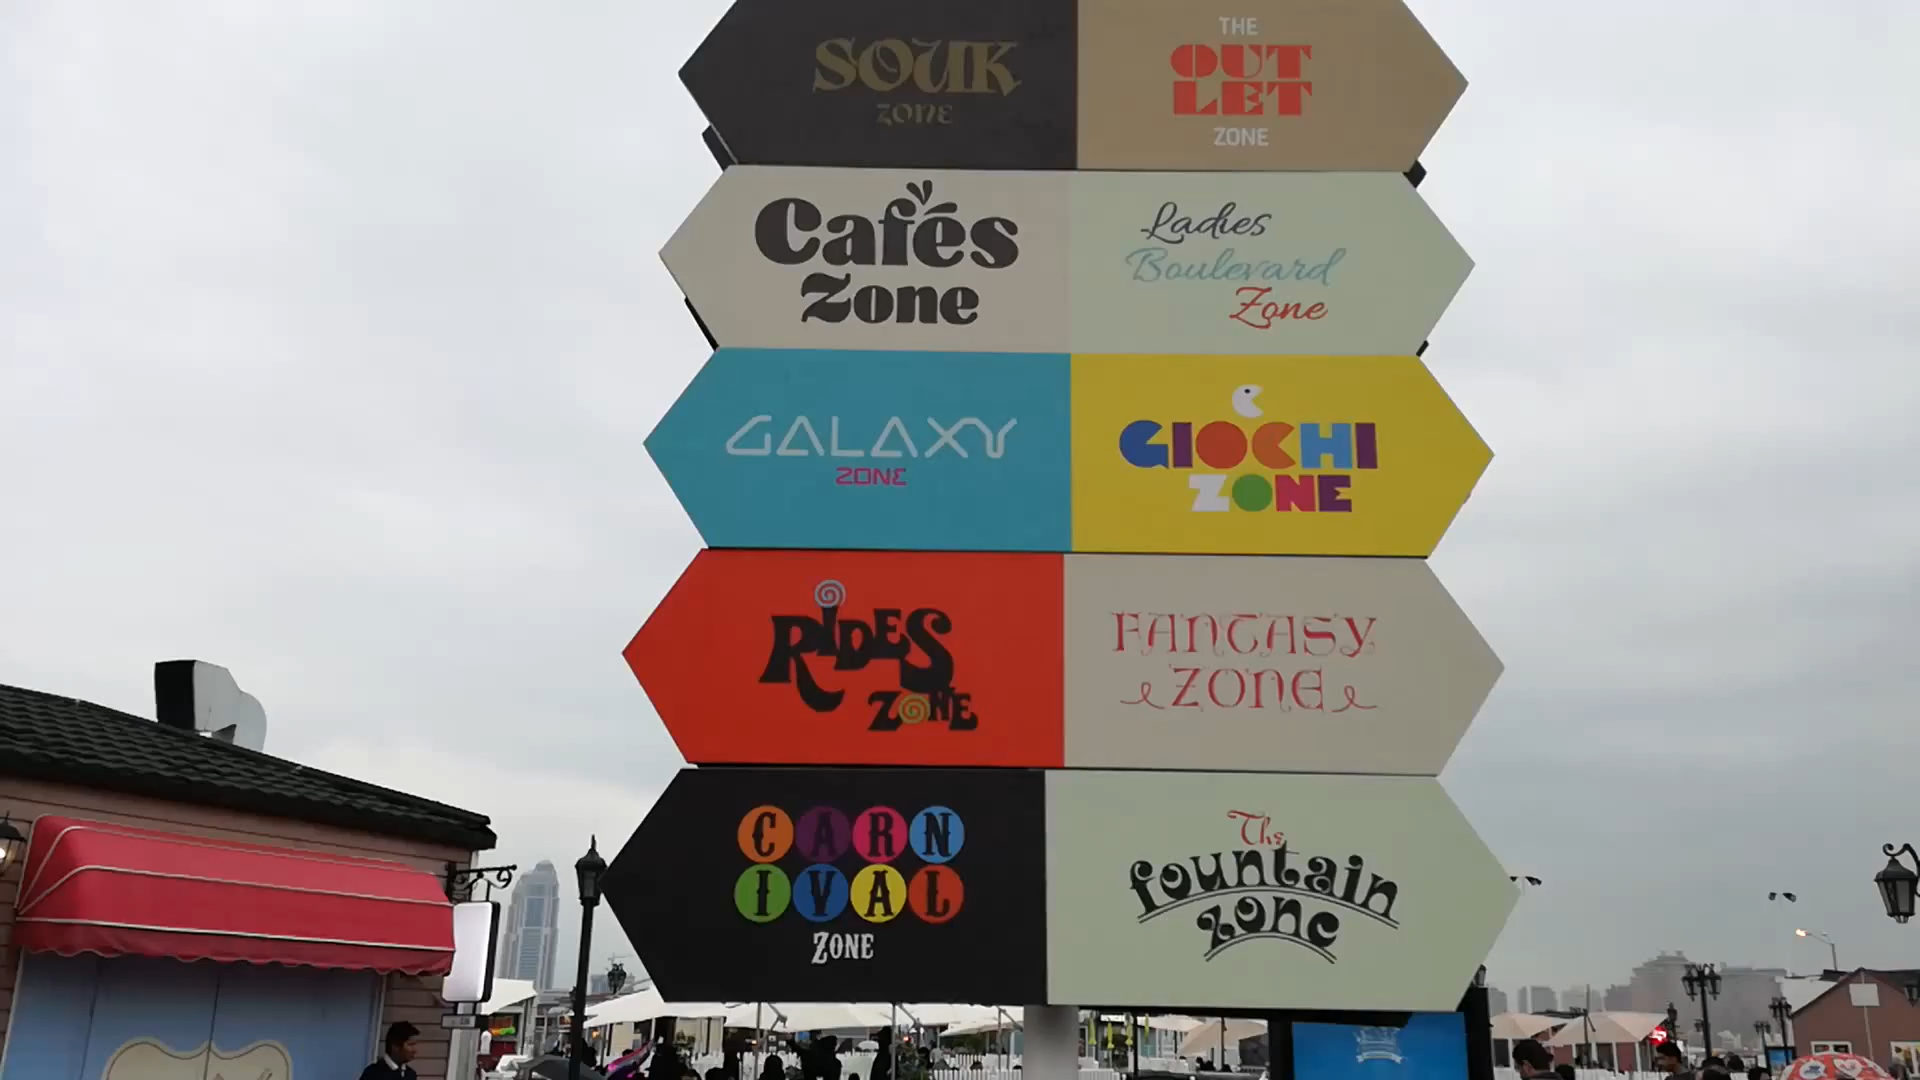 SOUK
ZONE
THE
OUT
LET
ZONE
Cafés
Zone
Ladies
Boulevard
Zone
GALAXY
ZONE
GIOCHI
ZONE
RIDES
ZONE
FANTASY
ZONE
CARN
IVAL
ZONE
The
fountain
zone